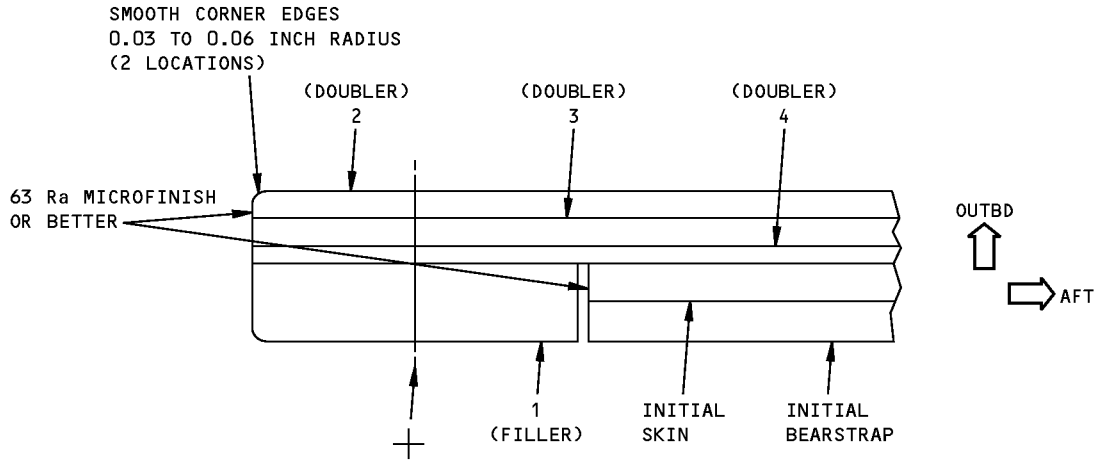 SMOOTH CORNER EDGES
0.03 TO 0.06 INCH RADIUS
(2 LOCATIONS)
(DOUBLER)
2
(DOUBLER)
3
(DOUBLER)
4
63 Ra MICROFINISH
OR BETTER
OUTBD
AFT
1
(FILLER)
INITIAL
SKIN
INITIAL
BEARSTRAP